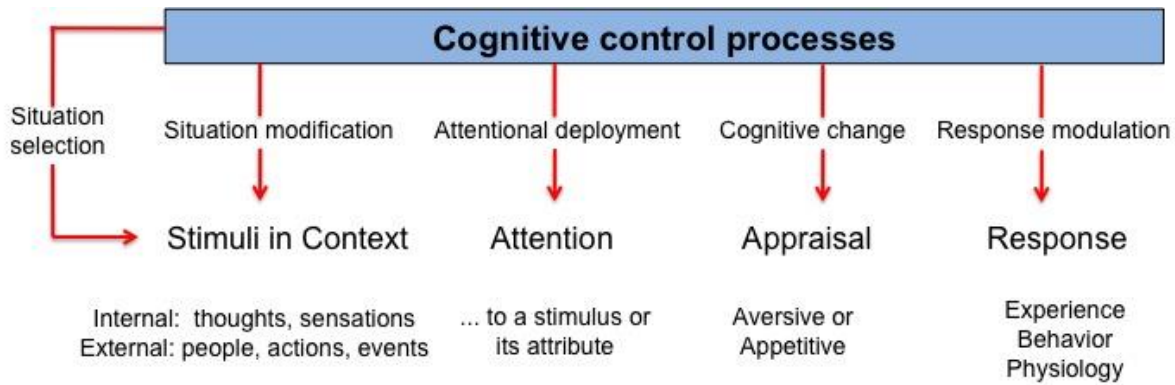 Cognitive control processes
Situation
selection
Situation modification
Attentional deployment
Cognitive change
Response modulation
Stimuli in Context
Attention
Appraisal
Response
Internal: thoughts, sensations
External: people, actions, events
... to a stimulus or
its attribute
Aversive or
Appetitive
Experience
Behavior
Physiology